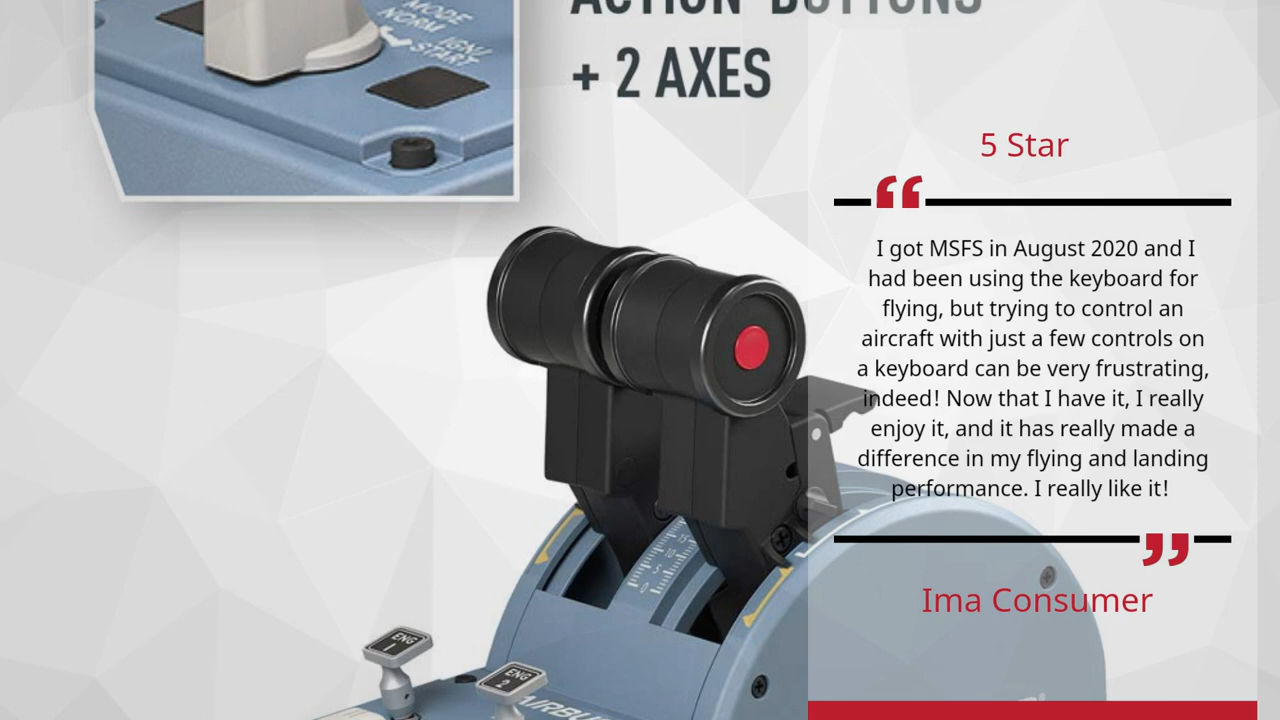 MODE
NORM
IGN/
START
ACTION BUTTONS
+ 2 AXES
5 Star
“
I got MSFS in August 2020 and I
had been using the keyboard for
flying, but trying to control an
aircraft with just a few controls on
a keyboard can be very frustrating,
indeed! Now that I have it, I really
enjoy it, and it has really made a
difference in my flying and landing
performance. I really like it!
”
Ima Consumer
ENG
1
ENG
2